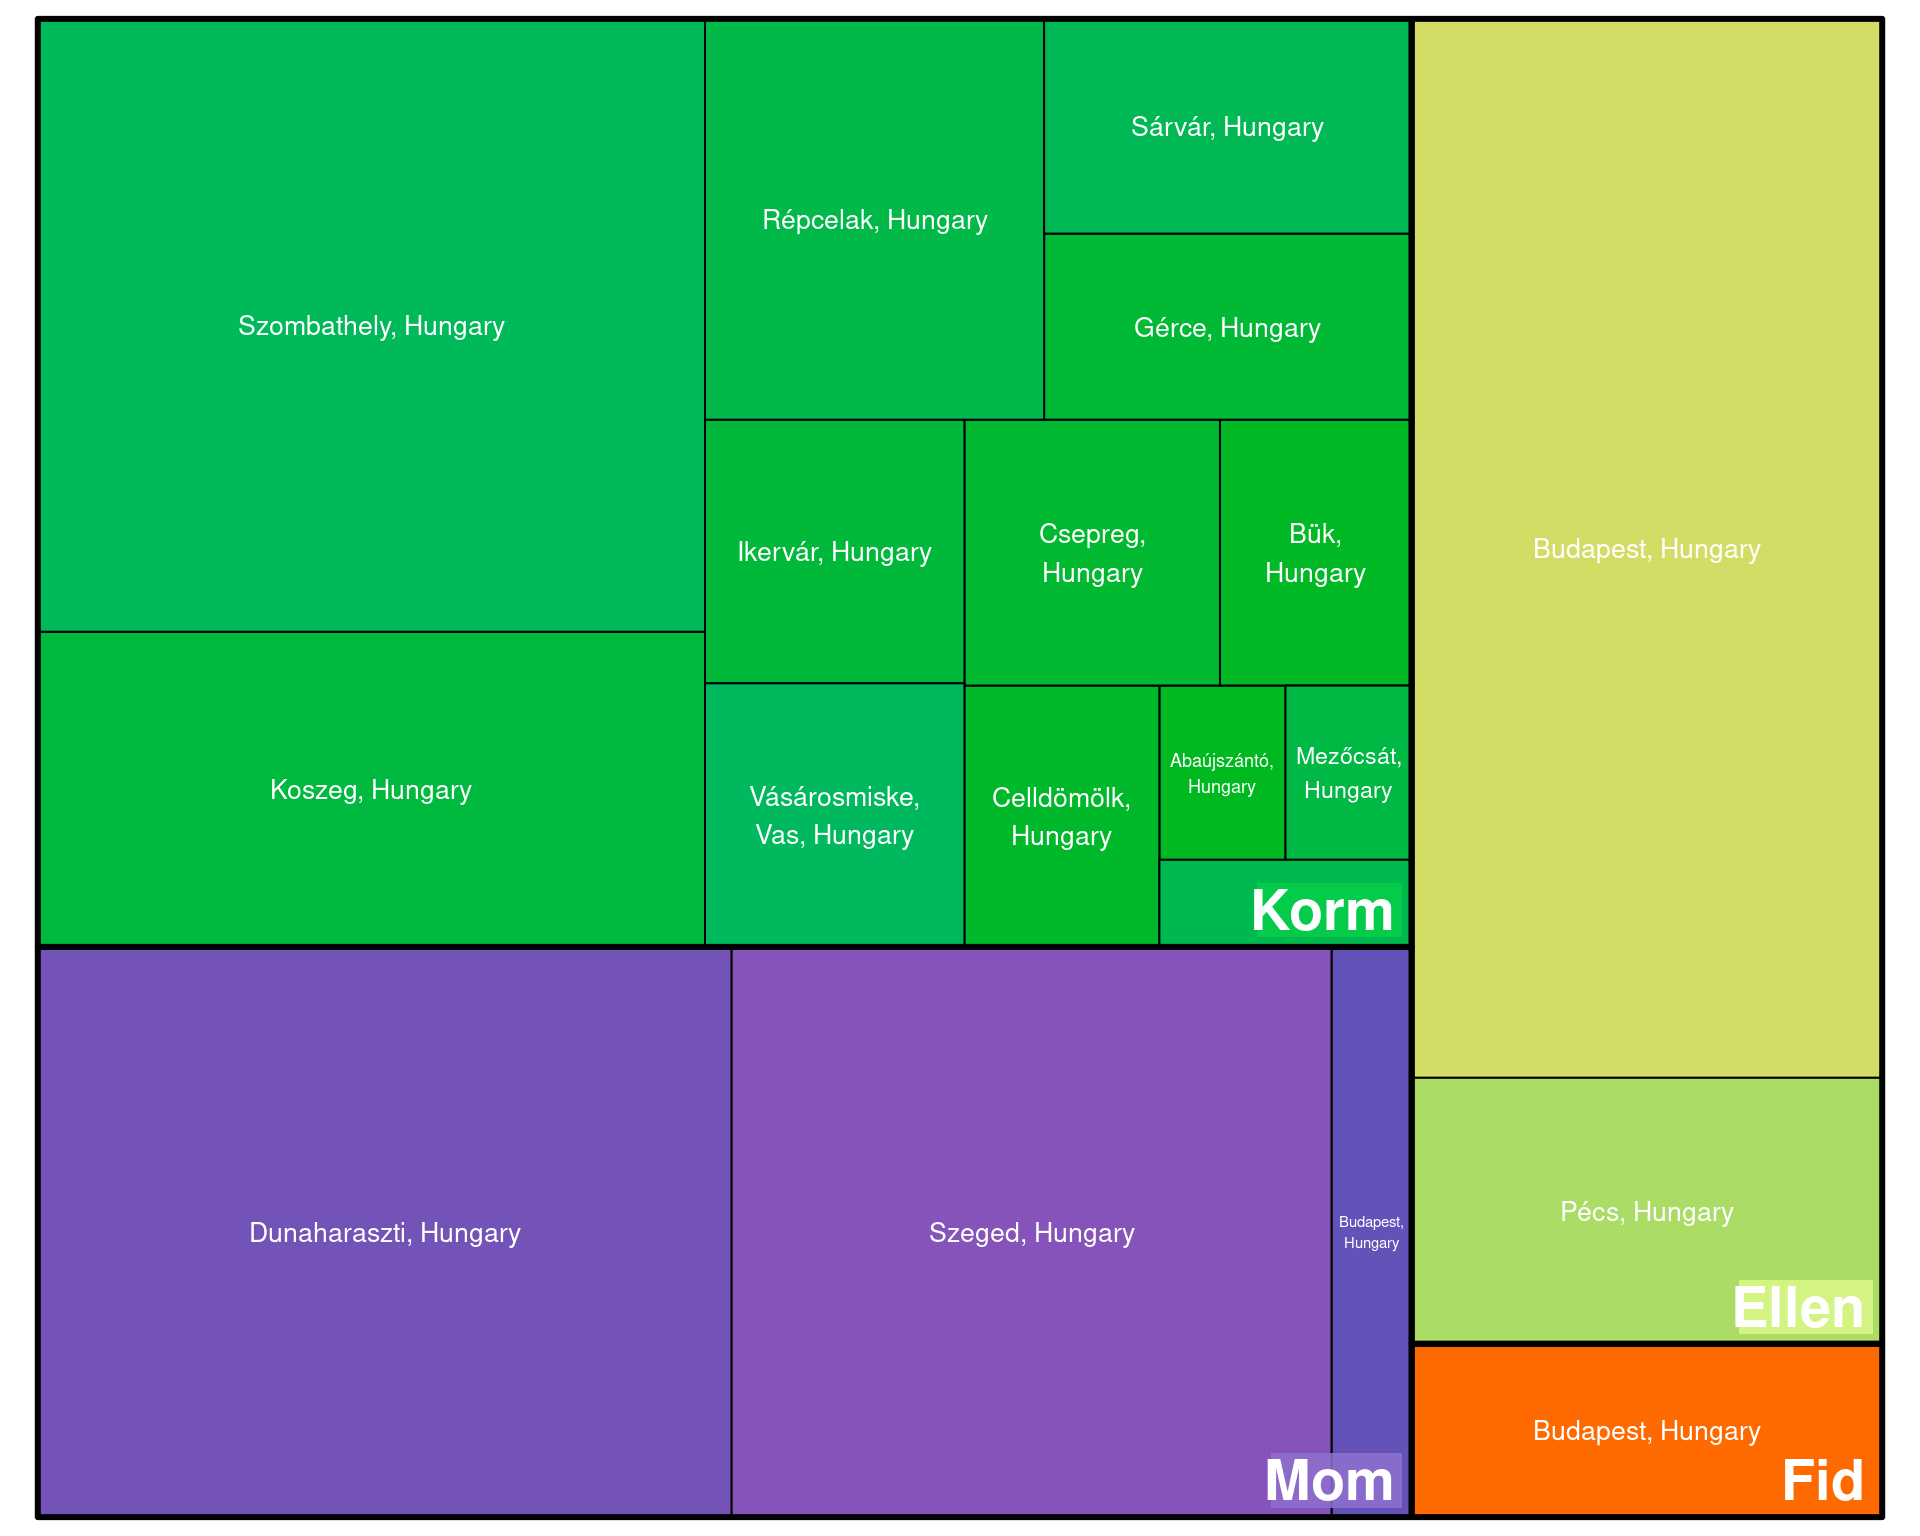 Szombathely, Hungary
Koszeg, Hungary
Répcelak, Hungary
Sárvár, Hungary
Gérce, Hungary
Ikervár, Hungary
Csepreg,
Hungary
Bük,
Hungary
Vásárosmiske,
Vas, Hungary
Celldömölk,
Hungary
Abaújszántó,
Hungary
Mezőcsát,
Hungary
Korm
Dunaharaszti, Hungary
Szeged, Hungary
Budapest,
Hungary
Mom
Budapest, Hungary
Pécs, Hungary
Ellen
Budapest, Hungary
Fid